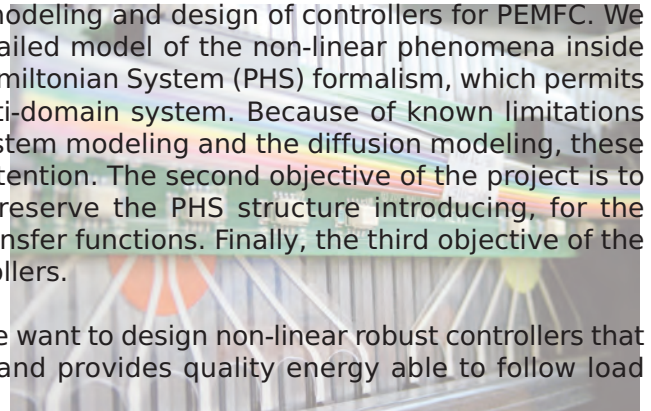 modeling and design of controllers for PEMFC. We
ailed model of the non-linear phenomena inside
miltonian System (PHS) formalism, which permits
ti-domain system. Because of known limitations
stem modeling and the diffusion modeling, these
tention. The second objective of the project is to
reserve the PHS structure introducing, for the
nsfer functions. Finally, the third objective of the
ollers.
e want to design non-linear robust controllers that
and provides quality energy able to follow load